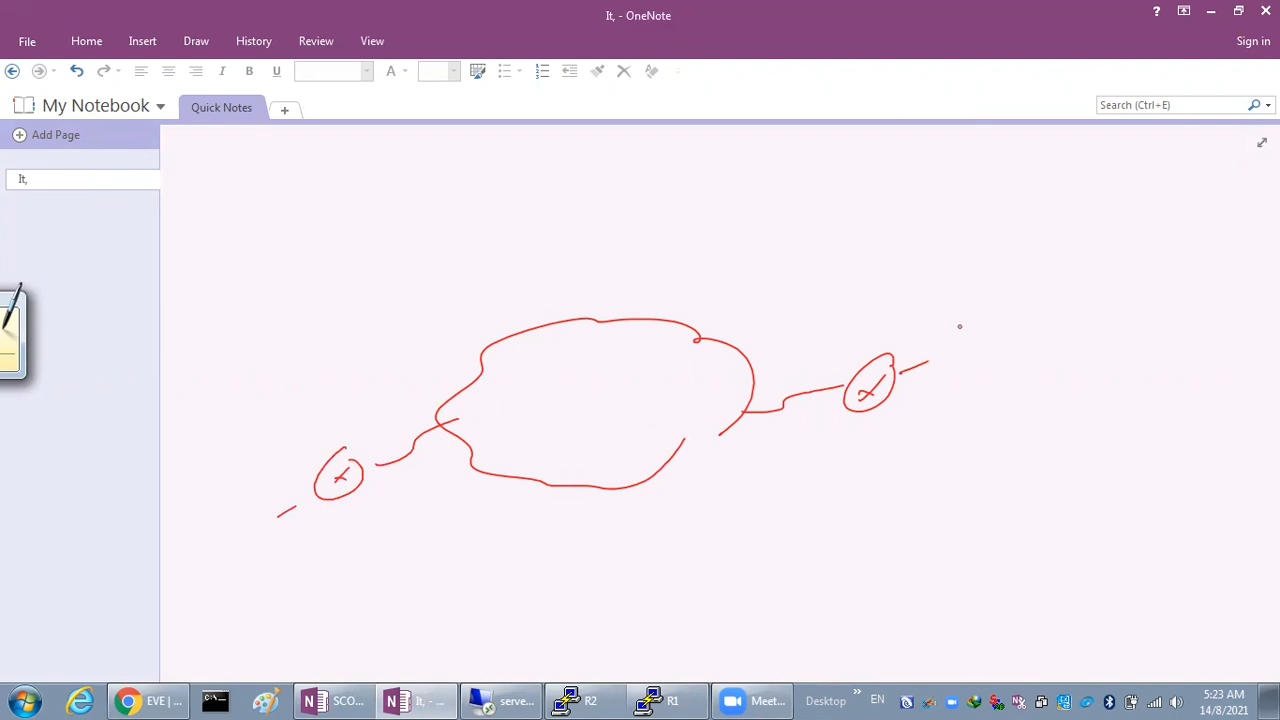 It, - OneNote
?
File Home Insert Draw History Review View Sign in
I B U A
My Notebook Quick Notes Search (Ctrl+E)
Add Page
It,
x
x
EVE | ... SCO... It, - ... serve... R2 R1 Meet... Desktop » EN 5:23 AM
14/8/2021